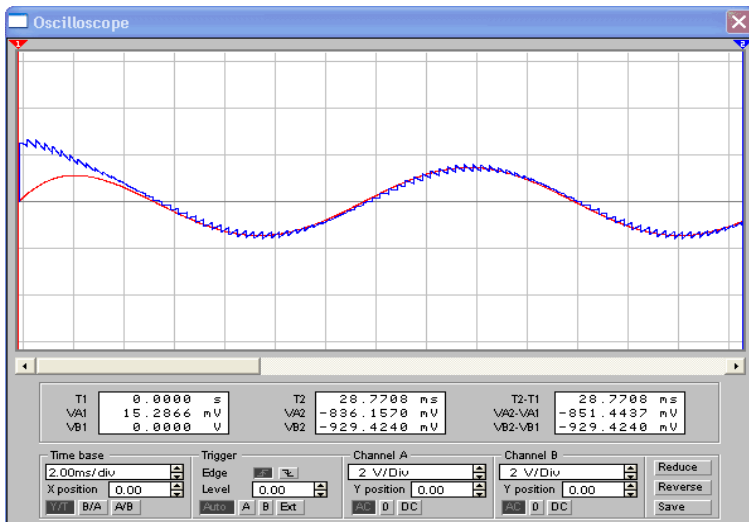 Oscilloscope
1
2
T1 0.0000 s
VA1 15.2866 mV
VB1 0.0000 V
T2 28.7708 ms
VA2 -836.1570 mV
VB2 -929.4240 mV
T2-T1 28.7708 ms
VA2-VA1 -851.4437 mV
VB2-VB1 -929.4240 mV
Time base
2.00ms/div
X position 0.00
Y/T B/A A/B
Trigger
Edge
Level 0.00
Auto A B Ext
Channel A
2 V/Div
Y position 0.00
AC 0 DC
Channel B
2 V/Div
Y position 0.00
AC 0 DC
Reduce
Reverse
Save